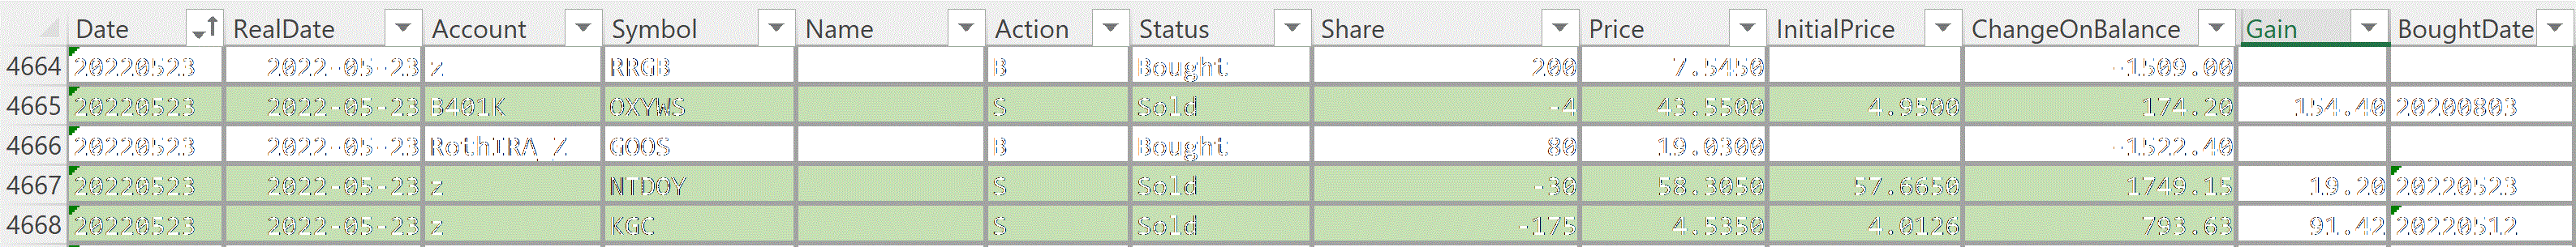 Date RealDate Account Symbol Name Action Status Share Price InitialPrice ChangeOnBalance Gain BoughtDate
4664 20220523 2022-05-23 z RRGB B Bought 200 7.5450 -1509.00
4665 20220523 2022-05-23 B401K OXYWS S Sold -4 43.5500 4.9500 174.20 154.40 20200803
4666 20220523 2022-05-23 RothIRA_Z GOOS B Bought 80 19.0300 -1522.40
4667 20220523 2022-05-23 z NTDOY S Sold -30 58.3050 57.6650 1749.15 19.20 20220523
4668 20220523 2022-05-23 z KGC S Sold -175 4.5350 4.0126 793.63 91.42 20220512